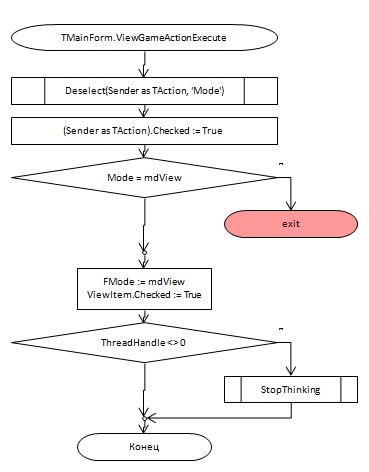 TMainForm.ViewGameActionExecute
Deselect(Sender as TAction, 'Mode')
(Sender as TAction).Checked := True
Mode = mdView
exit
FMode := mdView
ViewItem.Checked := True
ThreadHandle <> 0
StopThinking
Конец